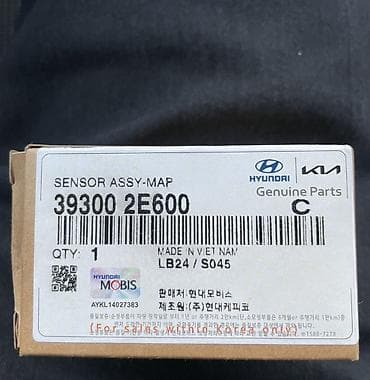 HYUNDAI KIA
SENSOR ASSY-MAP
Genuine Parts
39300 2E600 C
QTY: 1 MADE IN VIETNAM
LB24 / S045
HYUNDAI
MOBIS
AYKL14027383
판매처:현대모비스
제조원:(주)현대케피코
(For sales within Korea only)